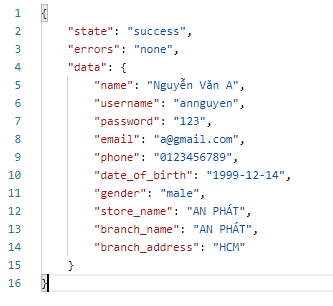 1 {
2 "state": "success",
3 "errors": "none",
4 "data": {
5 "name": "Nguyễn Văn A",
6 "username": "annguyen",
7 "password": "123",
8 "email": "a@gmail.com",
9 "phone": "0123456789",
10 "date_of_birth": "1999-12-14",
11 "gender": "male",
12 "store_name": "AN PHÁT",
13 "branch_name": "AN PHÁT",
14 "branch_address": "HCM"
15 }
16 }